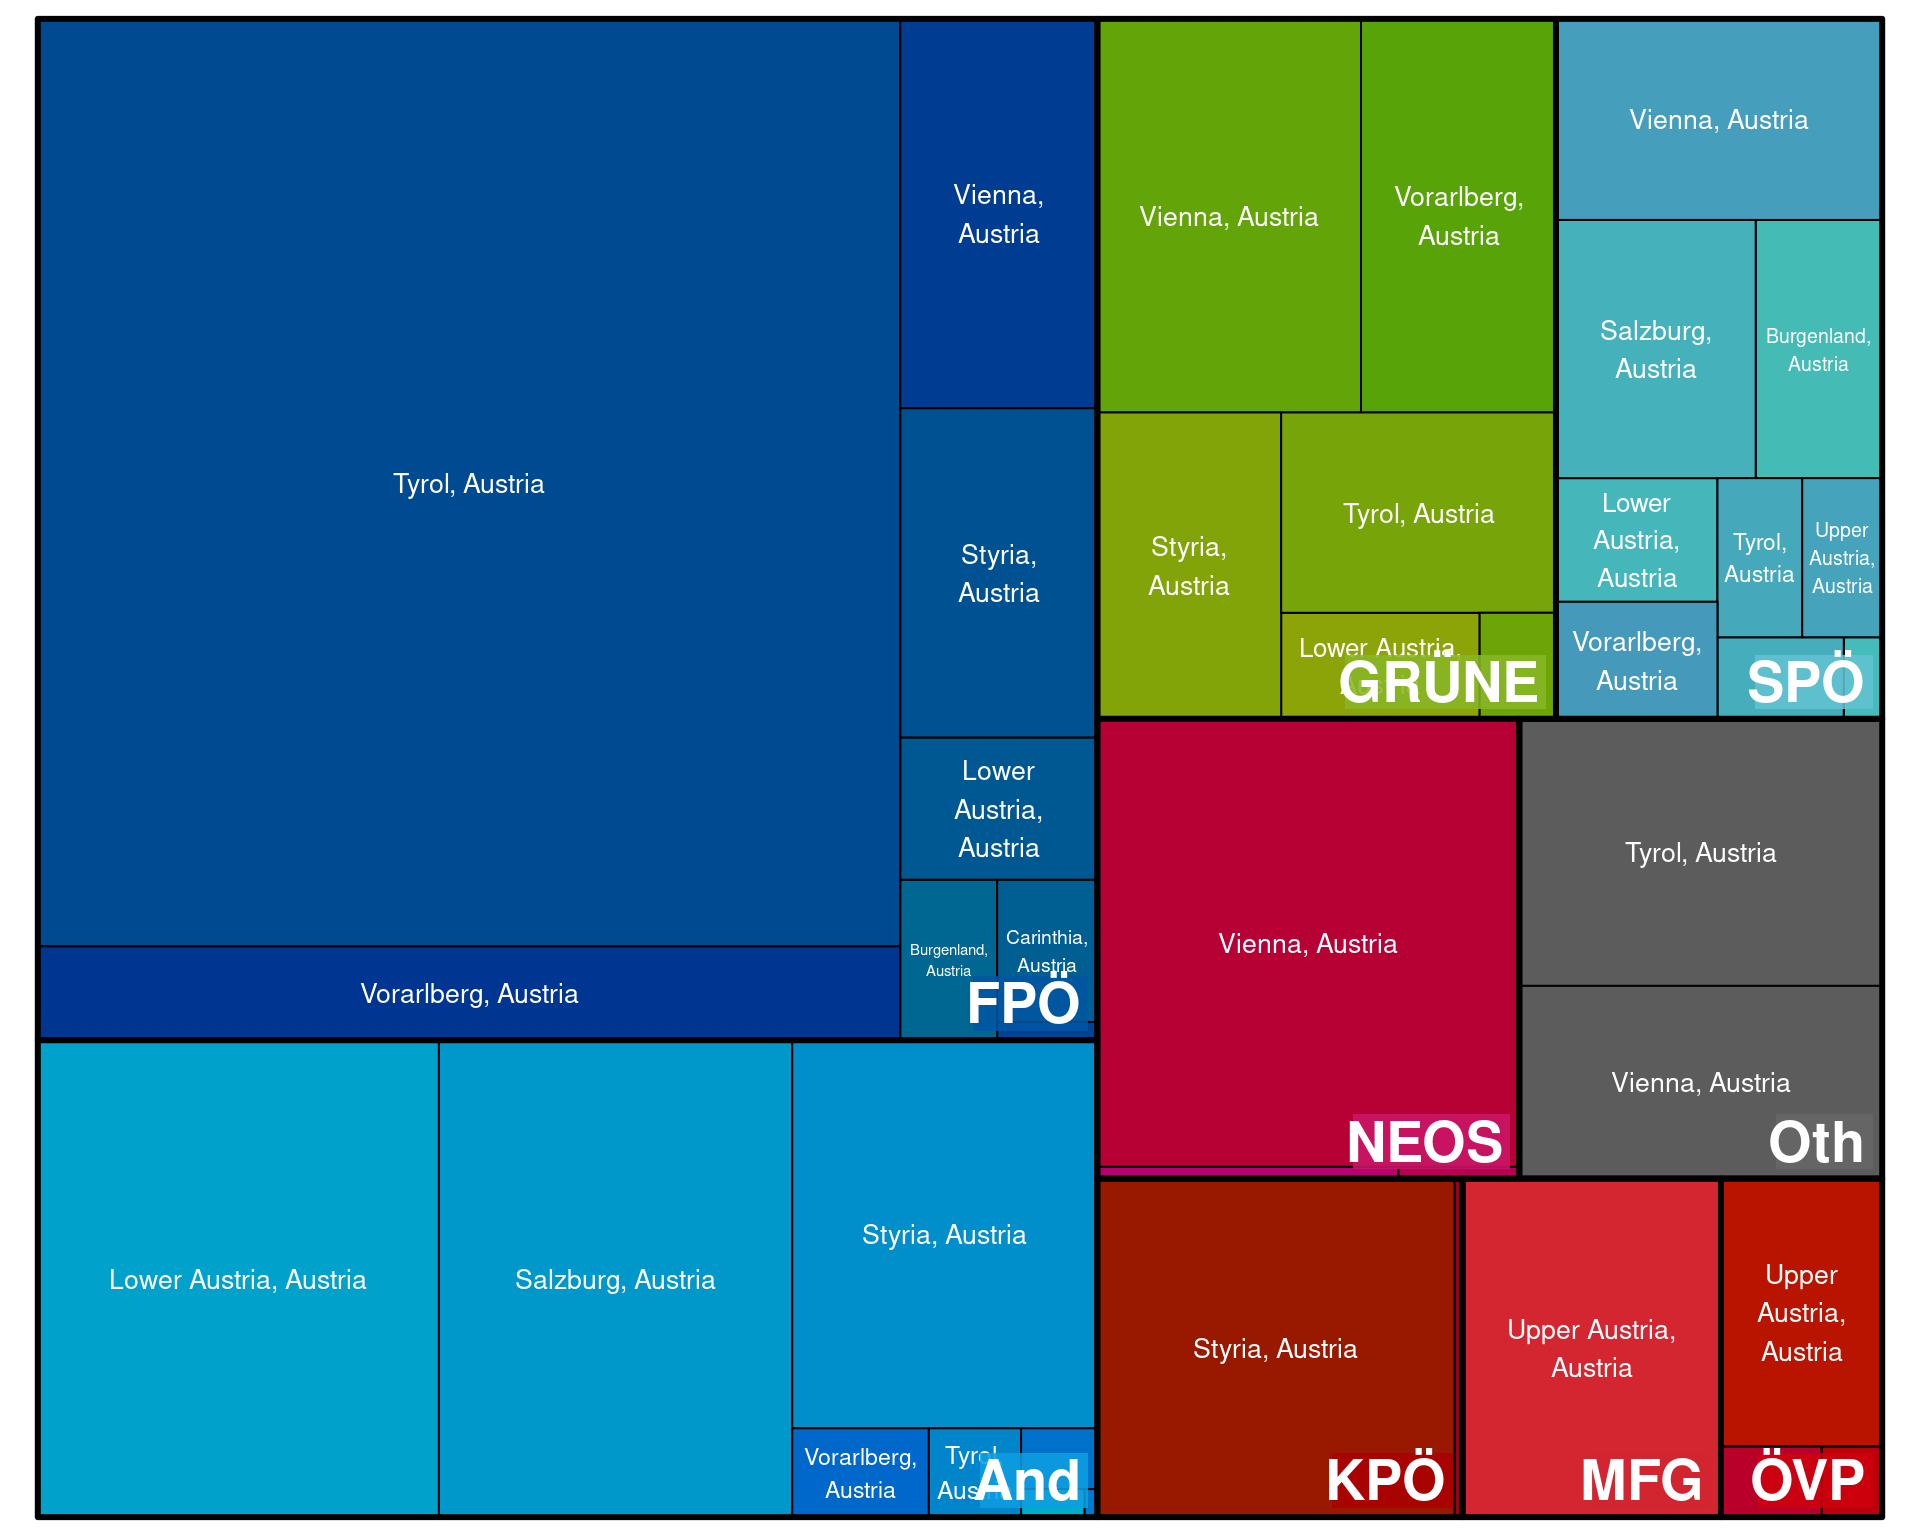 Tyrol, Austria
Vorarlberg, Austria
Vienna,
Austria
Styria,
Austria
Lower
Austria,
Austria
Burgenland,
Austria
Carinthia,
Austria
FPÖ
Lower Austria, Austria
Salzburg, Austria
Styria, Austria
Vorarlberg,
Austria
Tyrol,
And
Vienna, Austria
Vorarlberg,
Austria
Styria,
Austria
Tyrol, Austria
Lower Austria,
GRÜNE
Vienna, Austria
Salzburg,
Austria
Burgenland,
Austria
Lower
Austria,
Austria
Tyrol,
Austria
Upper
Austria,
Austria
Vorarlberg,
Austria
SPÖ
Vienna, Austria
NEOS
Tyrol, Austria
Vienna, Austria
Oth
Styria, Austria
KPÖ
Upper Austria,
Austria
MFG
Upper
Austria,
Austria
ÖVP